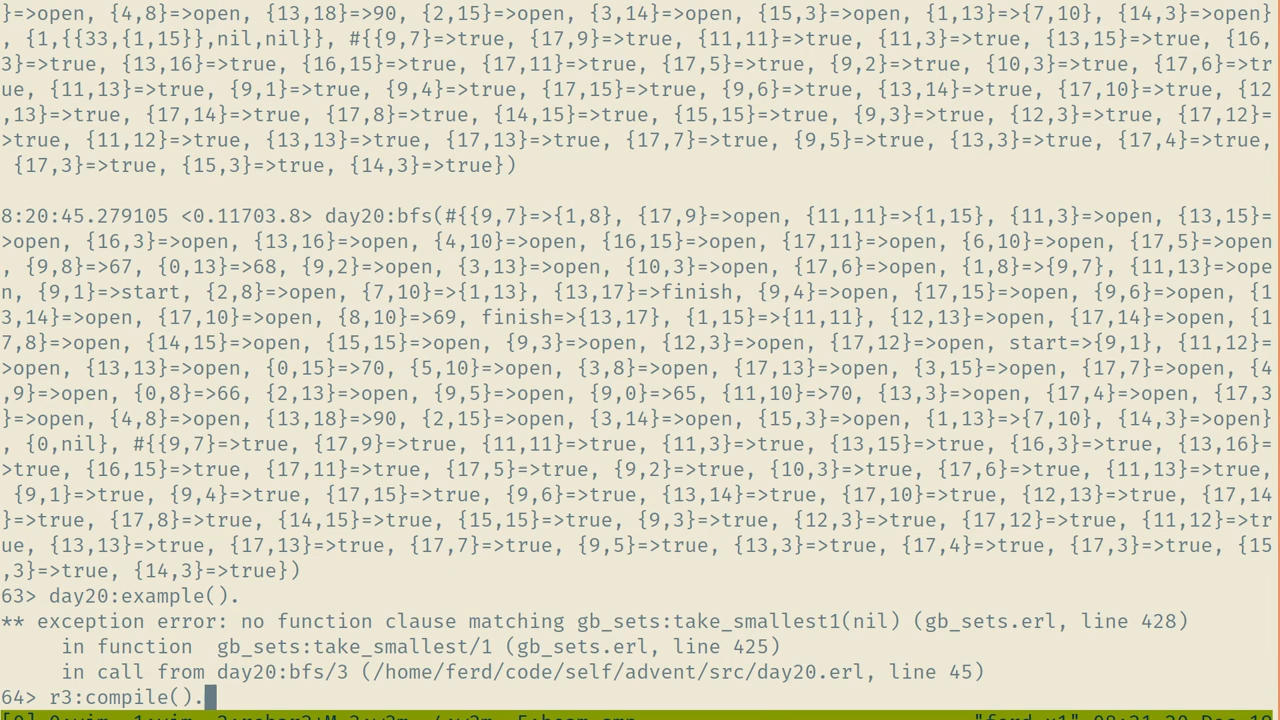 }=>open, {4,8}=>open, {13,18}=>90, {2,15}=>open, {3,14}=>open, {15,3}=>open, {1,13}=>{7,10}, {14,3}=>open}
, {1,{{33,{1,15}},nil,nil}}, #{{9,7}=>true, {17,9}=>true, {11,11}=>true, {11,3}=>true, {13,15}=>true, {16,
3}=>true, {13,16}=>true, {16,15}=>true, {17,11}=>true, {17,5}=>true, {9,2}=>true, {10,3}=>true, {17,6}=>tr
ue, {11,13}=>true, {9,1}=>true, {9,4}=>true, {17,15}=>true, {9,6}=>true, {13,14}=>true, {17,10}=>true, {12
,13}=>true, {17,14}=>true, {17,8}=>true, {14,15}=>true, {15,15}=>true, {9,3}=>true, {12,3}=>true, {17,12}=
>true, {11,12}=>true, {13,13}=>true, {17,13}=>true, {17,7}=>true, {9,5}=>true, {13,3}=>true, {17,4}=>true,
 {17,3}=>true, {15,3}=>true, {14,3}=>true})
8:20:45.279105 <0.11703.8> day20:bfs(#{{9,7}=>{1,8}, {17,9}=>open, {11,11}=>{1,15}, {11,3}=>open, {13,15}=
>open, {16,3}=>open, {13,16}=>open, {4,10}=>open, {16,15}=>open, {17,11}=>open, {6,10}=>open, {17,5}=>open
, {9,8}=>67, {0,13}=>68, {9,2}=>open, {3,13}=>open, {10,3}=>open, {17,6}=>open, {1,8}=>{9,7}, {11,13}=>ope
n, {9,1}=>start, {2,8}=>open, {7,10}=>{1,13}, {13,17}=>finish, {9,4}=>open, {17,15}=>open, {9,6}=>open, {1
3,14}=>open, {17,10}=>open, {8,10}=>69, finish=>{13,17}, {1,15}=>{11,11}, {12,13}=>open, {17,14}=>open, {1
7,8}=>open, {14,15}=>open, {15,15}=>open, {9,3}=>open, {12,3}=>open, {17,12}=>open, start=>{9,1}, {11,12}=
>open, {13,13}=>open, {0,15}=>70, {5,10}=>open, {3,8}=>open, {17,13}=>open, {3,15}=>open, {17,7}=>open, {4
,9}=>open, {0,8}=>66, {2,13}=>open, {9,5}=>open, {9,0}=>65, {11,10}=>70, {13,3}=>open, {17,4}=>open, {17,3
}=>open, {4,8}=>open, {13,18}=>90, {2,15}=>open, {3,14}=>open, {15,3}=>open, {1,13}=>{7,10}, {14,3}=>open}
, {0,nil}, #{{9,7}=>true, {17,9}=>true, {11,11}=>true, {11,3}=>true, {13,15}=>true, {16,3}=>true, {13,16}=
>true, {16,15}=>true, {17,11}=>true, {17,5}=>true, {9,2}=>true, {10,3}=>true, {17,6}=>true, {11,13}=>true,
 {9,1}=>true, {9,4}=>true, {17,15}=>true, {9,6}=>true, {13,14}=>true, {17,10}=>true, {12,13}=>true, {17,14
}=>true, {17,8}=>true, {14,15}=>true, {15,15}=>true, {9,3}=>true, {12,3}=>true, {17,12}=>true, {11,12}=>tr
ue, {13,13}=>true, {17,13}=>true, {17,7}=>true, {9,5}=>true, {13,3}=>true, {17,4}=>true, {17,3}=>true, {15
,3}=>true, {14,3}=>true})
63> day20:example().
** exception error: no function clause matching gb_sets:take_smallest1(nil) (gb_sets.erl, line 428)
     in function  gb_sets:take_smallest/1 (gb_sets.erl, line 425)
     in call from day20:bfs/3 (/home/ferd/code/self/advent/src/day20.erl, line 45)
64> r3:compile().